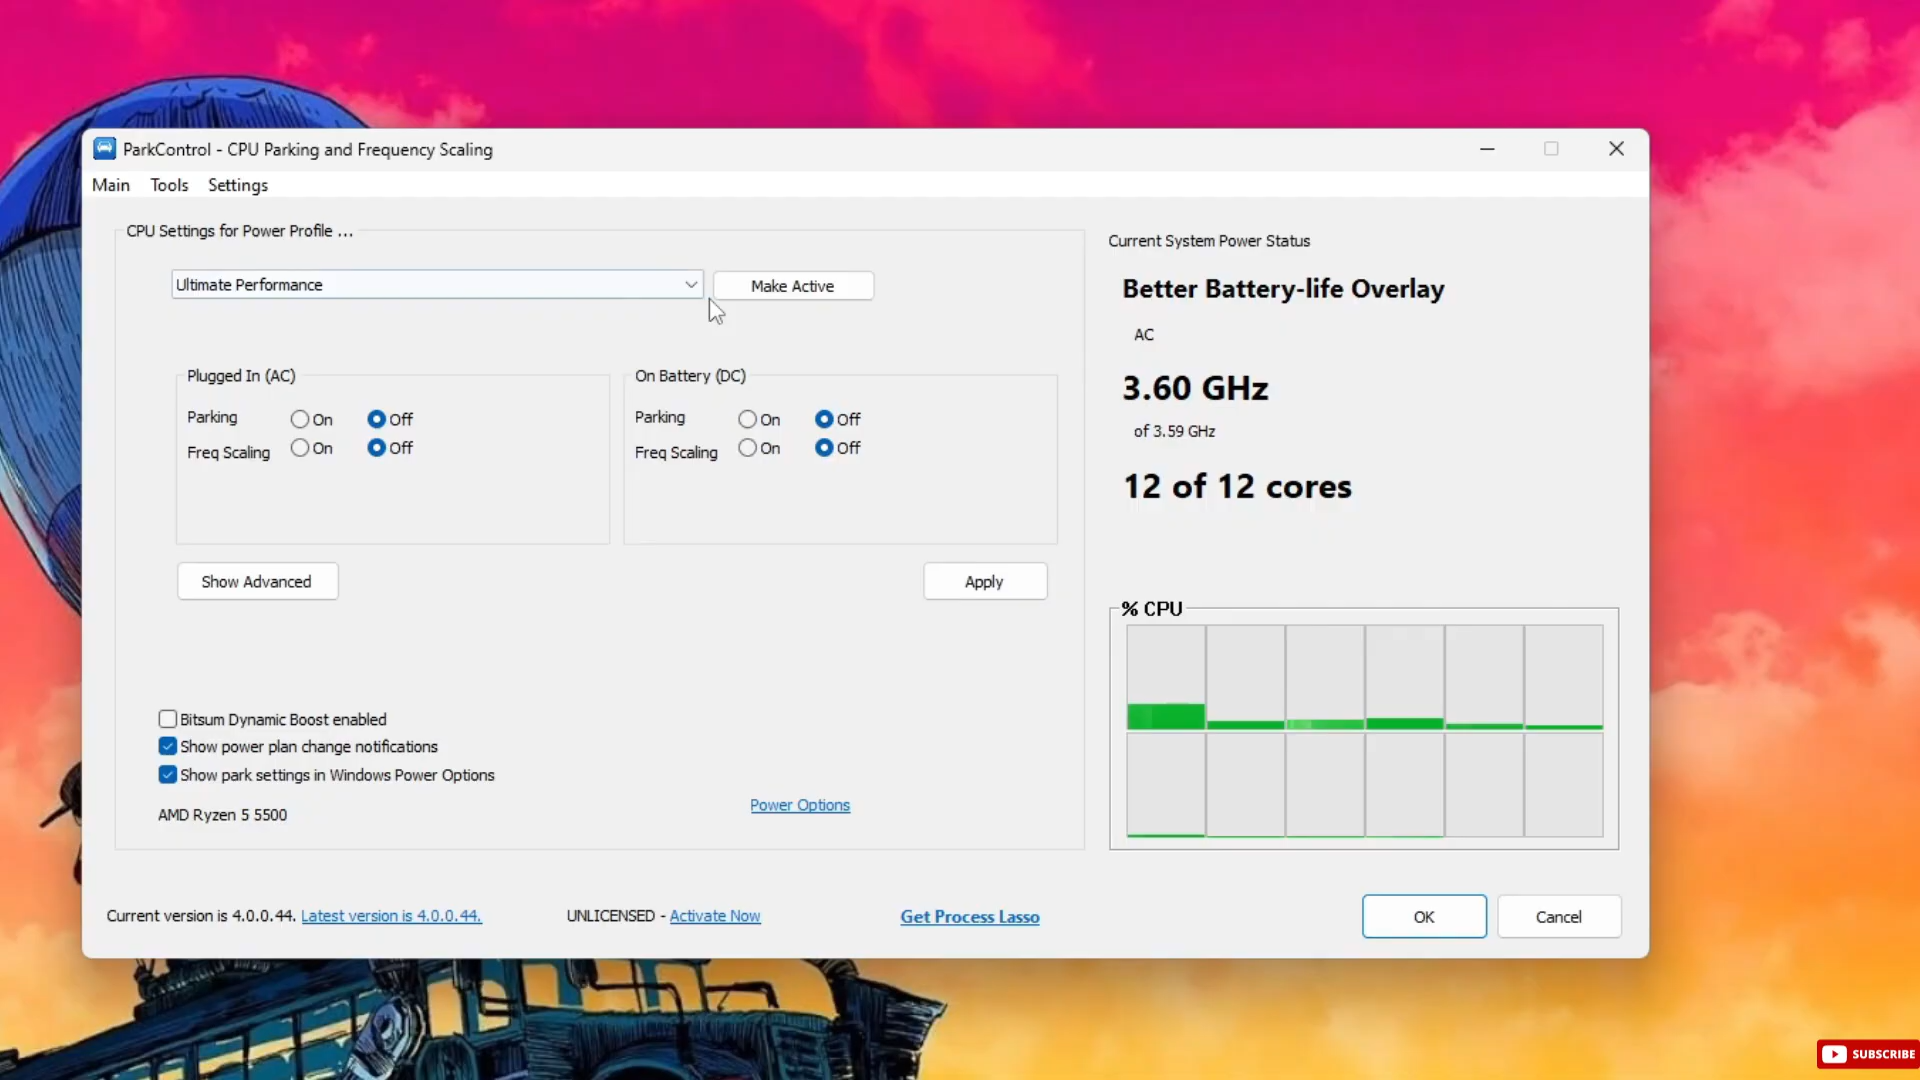 ParkControl - CPU Parking and Frequency Scaling
Main Tools Settings
CPU Settings for Power Profile ...
Ultimate Performance
Make Active
Plugged In (AC)
Parking On Off
Freq Scaling On Off
On Battery (DC)
Parking On Off
Freq Scaling On Off
Show Advanced
Apply
Bitsum Dynamic Boost enabled
Show power plan change notifications
Show park settings in Windows Power Options
AMD Ryzen 5 5500
Power Options
Current System Power Status
Better Battery-life Overlay
AC
3.60 GHz
of 3.59 GHz
12 of 12 cores
% CPU
Current version is 4.0.0.44. Latest version is 4.0.0.44.
UNLICENSED - Activate Now
Get Process Lasso
OK
Cancel
SUBSCRIBE